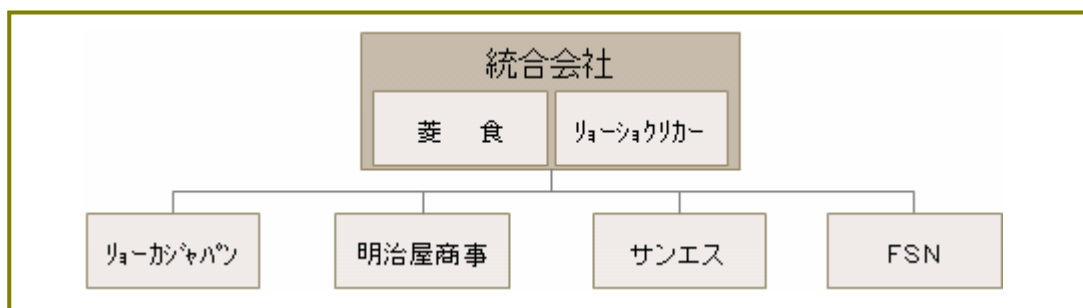 統合会社
菱　食
リョーショクリカー
リョーカジャパン
明治屋商事
サンエス
FSN